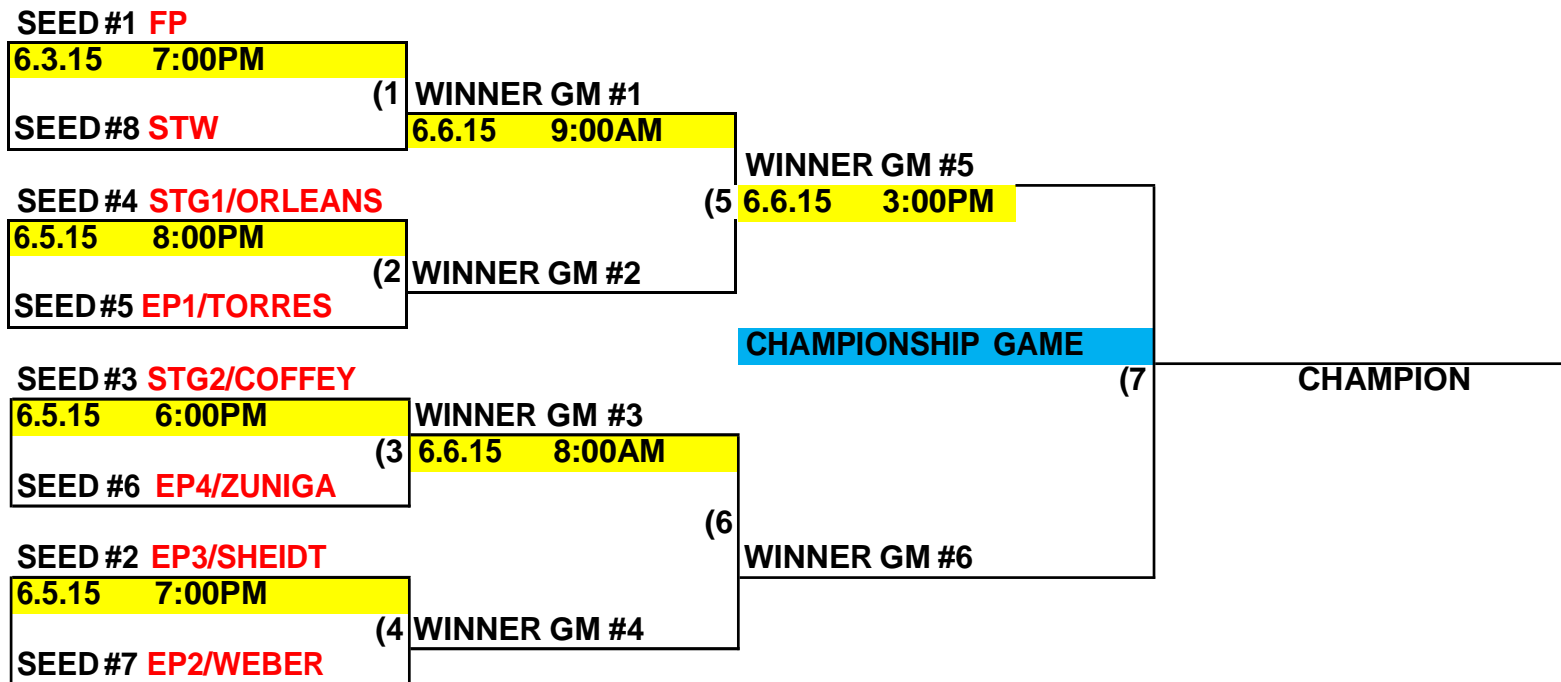 SEED #1 FP
6.3.15 7:00PM
(1 WINNER GM #1
SEED #8 STW
6.6.15 9:00AM
WINNER GM #5
SEED #4 STG1/ORLEANS
(5 6.6.15 3:00PM
6.5.15 8:00PM
(2 WINNER GM #2
SEED #5 EP1/TORRES
CHAMPIONSHIP GAME
SEED #3 STG2/COFFEY
(7 CHAMPION
6.5.15 6:00PM
WINNER GM #3
(3 6.6.15 8:00AM
SEED #6 EP4/ZUNIGA
(6
SEED #2 EP3/SHEIDT
WINNER GM #6
6.5.15 7:00PM
(4 WINNER GM #4
SEED #7 EP2/WEBER